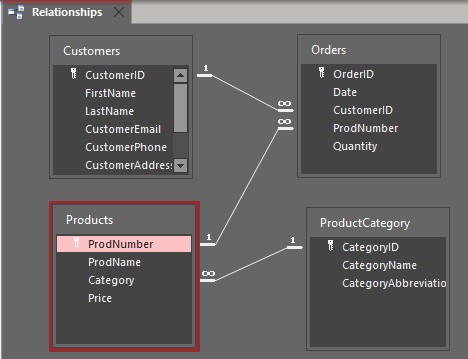 Relationships
Customers
CustomerID
FirstName
LastName
CustomerEmail
CustomerPhone
CustomerAddress
Orders
OrderID
Date
CustomerID
ProdNumber
Quantity
1
∞
∞
Products
ProdNumber
ProdName
Category
Price
1
∞
1
ProductCategory
CategoryID
CategoryName
CategoryAbbreviatio